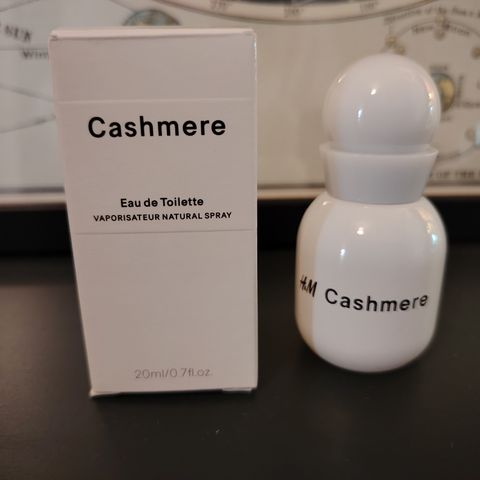 Cashmere
Eau de Toilette
VAPORISATEUR NATURAL SPRAY
20ml/0.7fl.oz.
H&M Cashmere